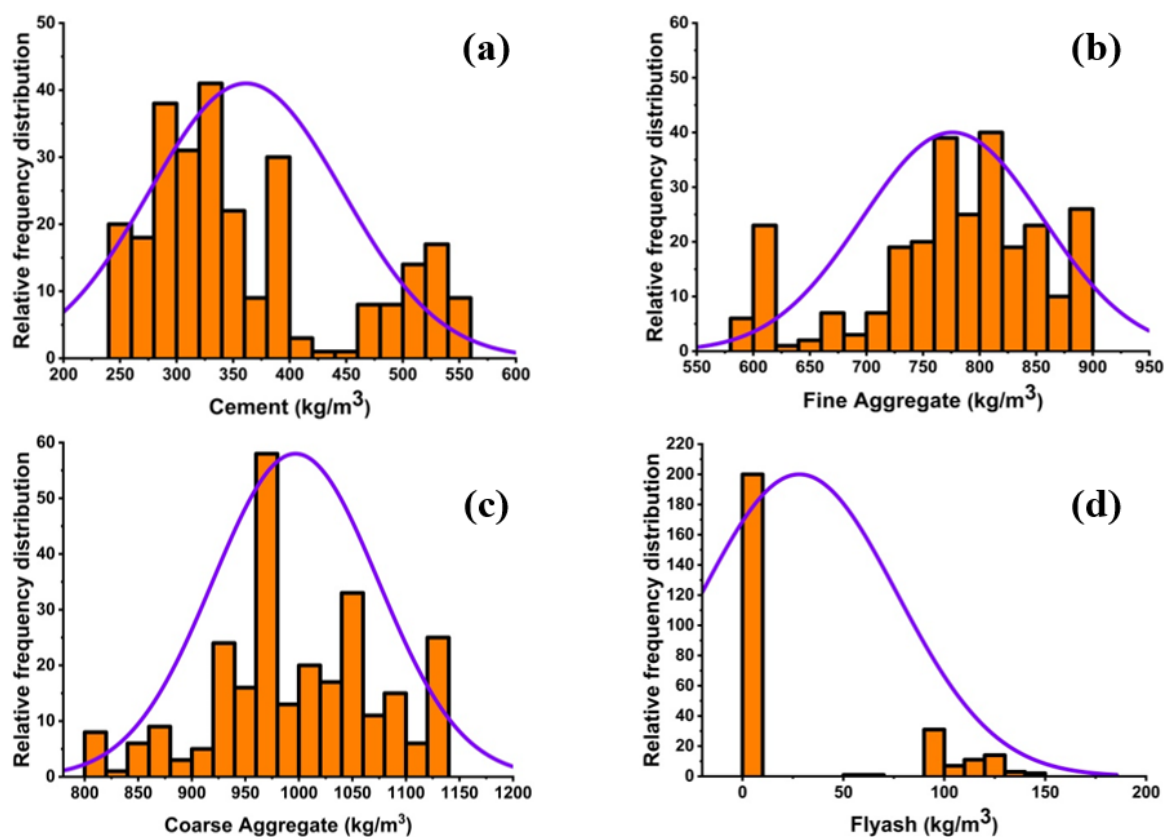 (a)
Relative frequency distribution
50
40
30
20
10
0
200 250 300 350 400 450 500 550 600
Cement (kg/m³)
(b)
Relative frequency distribution
60
50
40
30
20
10
0
550 600 650 700 750 800 850 900 950
Fine Aggregate (kg/m³)
(c)
Relative frequency distribution
60
50
40
30
20
10
0
800 850 900 950 1000 1050 1100 1150 1200
Coarse Aggregate (kg/m³)
(d)
Relative frequency distribution
220
200
180
160
140
120
100
80
60
40
20
0
0 50 100 150 200
Flyash (kg/m³)